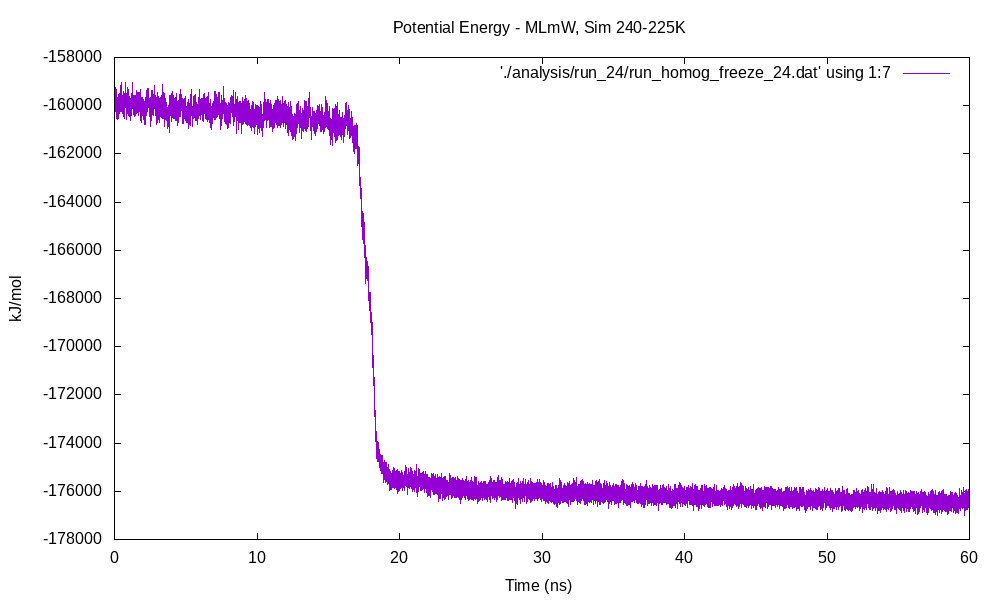 Potential Energy - MLmW, Sim 240-225K
'./analysis/run_24/run_homog_freeze_24.dat' using 1:7
-158000
-160000
-162000
-164000
-166000
-168000
-170000
-172000
-174000
-176000
-178000
kJ/mol
0 10 20 30 40 50 60
Time (ns)